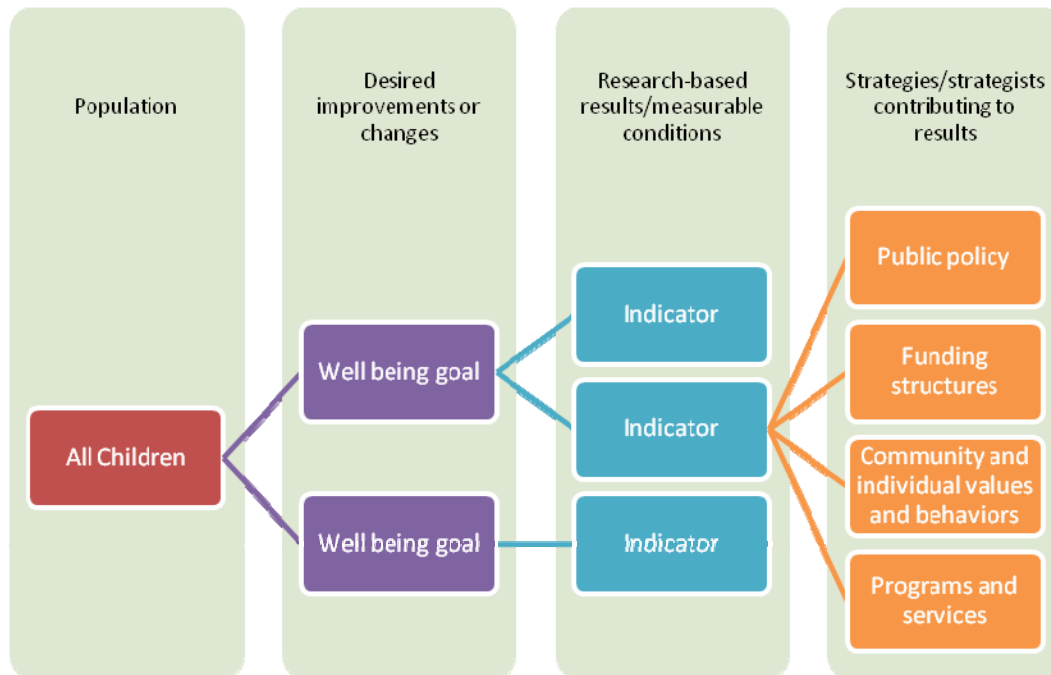 Population
Desired
improvements or
changes
Research-based
results/measurable
conditions
Strategies/strategists
contributing to
results
All Children
Well being goal
Well being goal
Indicator
Indicator
Indicator
Public policy
Funding
structures
Community and
individual values
and behaviors
Programs and
services